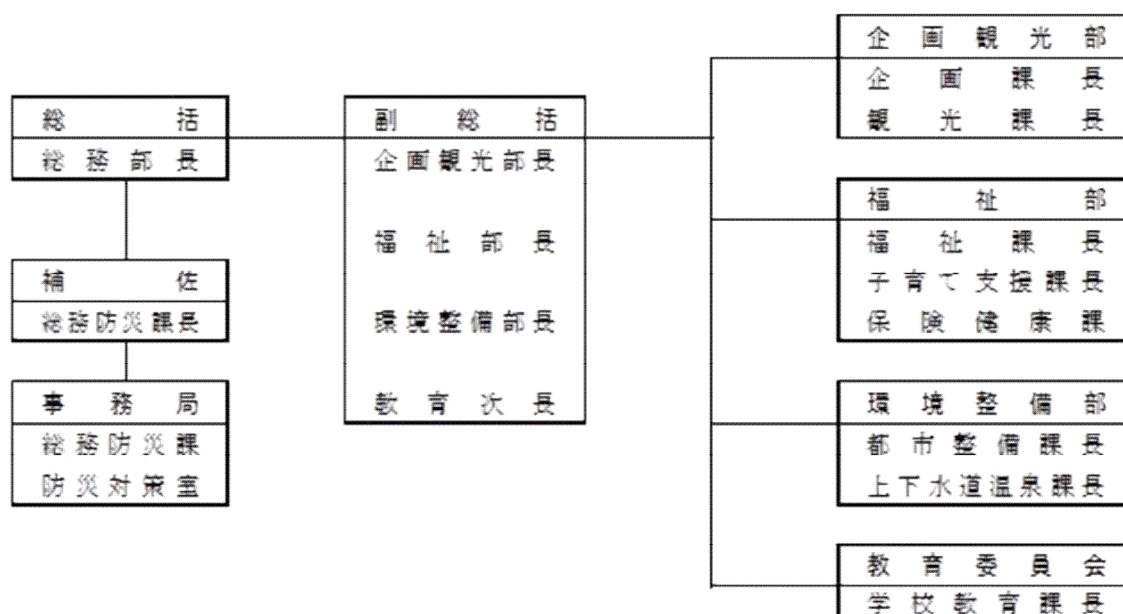 総括
総務部長
補佐
総務防災課長
事務局
総務防災課
防災対策室
副総括
企画観光部長
福祉部長
環境整備部長
教育次長
企画観光部
企画課長
観光課長
福祉部
福祉課長
子育て支援課長
保険健康課
環境整備部
都市整備課長
上下水道温泉課長
教育委員会
学校教育課長